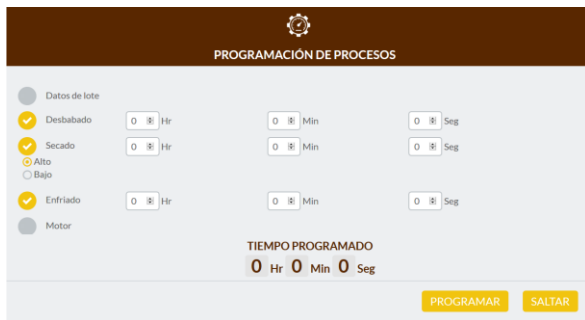 PROGRAMACIÓN DE PROCESOS
Datos de lote
Desbabado 0 Hr 0 Min 0 Seg
Secado 0 Hr 0 Min 0 Seg
Alto
Bajo
Enfriado 0 Hr 0 Min 0 Seg
Motor
TIEMPO PROGRAMADO
0 Hr 0 Min 0 Seg
PROGRAMAR SALTAR